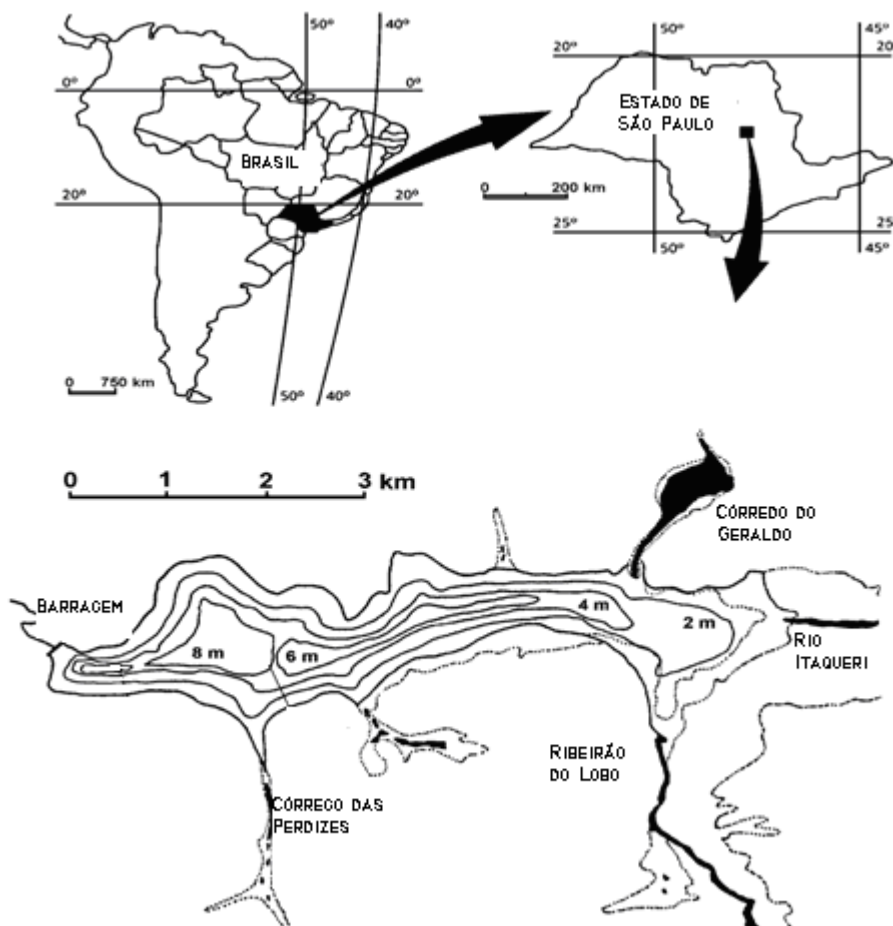 50º
40º
0º
0º
BRASIL
20º
20º
0 750 km
50º
40º
50º
45º
20º
20
ESTADO DE
SÃO PAULO
0 200 km
25º
25
50º
45º
0 1 2 3 km
CÓRREDO DO
GERALDO
BARRAGEM
4 m
2 m
8 m
6 m
RIO
ITAQUERI
RIBEIRÃO
DO LOBO
CÓRREGO DAS
PERDIZES